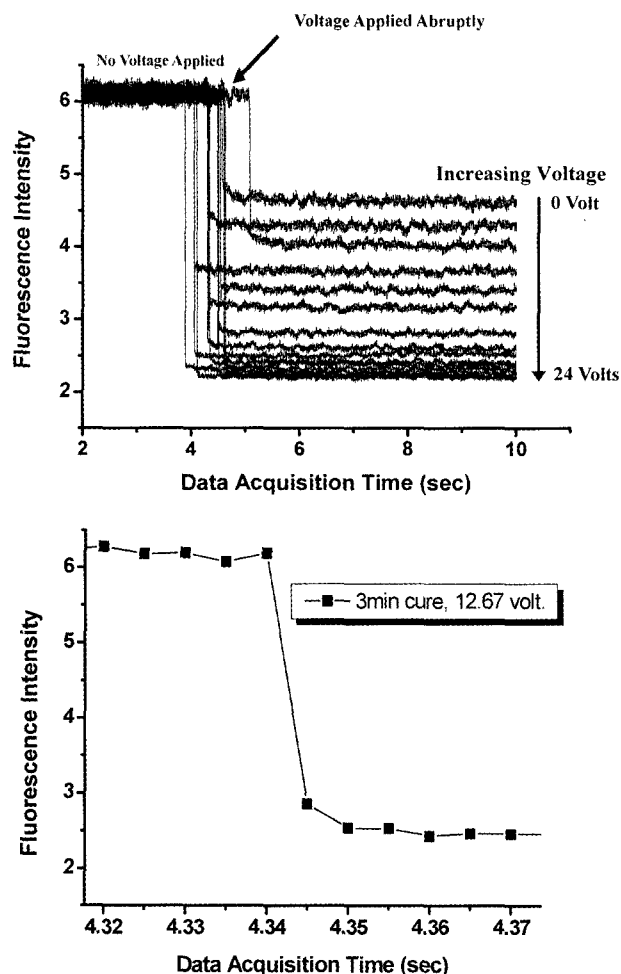 Voltage Applied Abruptly
No Voltage Applied
6
5
4
3
2
Fluorescence Intensity
Increasing Voltage
0 Volt
24 Volts
2 4 6 8 10
Data Acquisition Time (sec)
6
5
4
3
2
Fluorescence Intensity
3min cure, 12.67 volt.
4.32 4.33 4.34 4.35 4.36 4.37
Data Acquisition Time (sec)